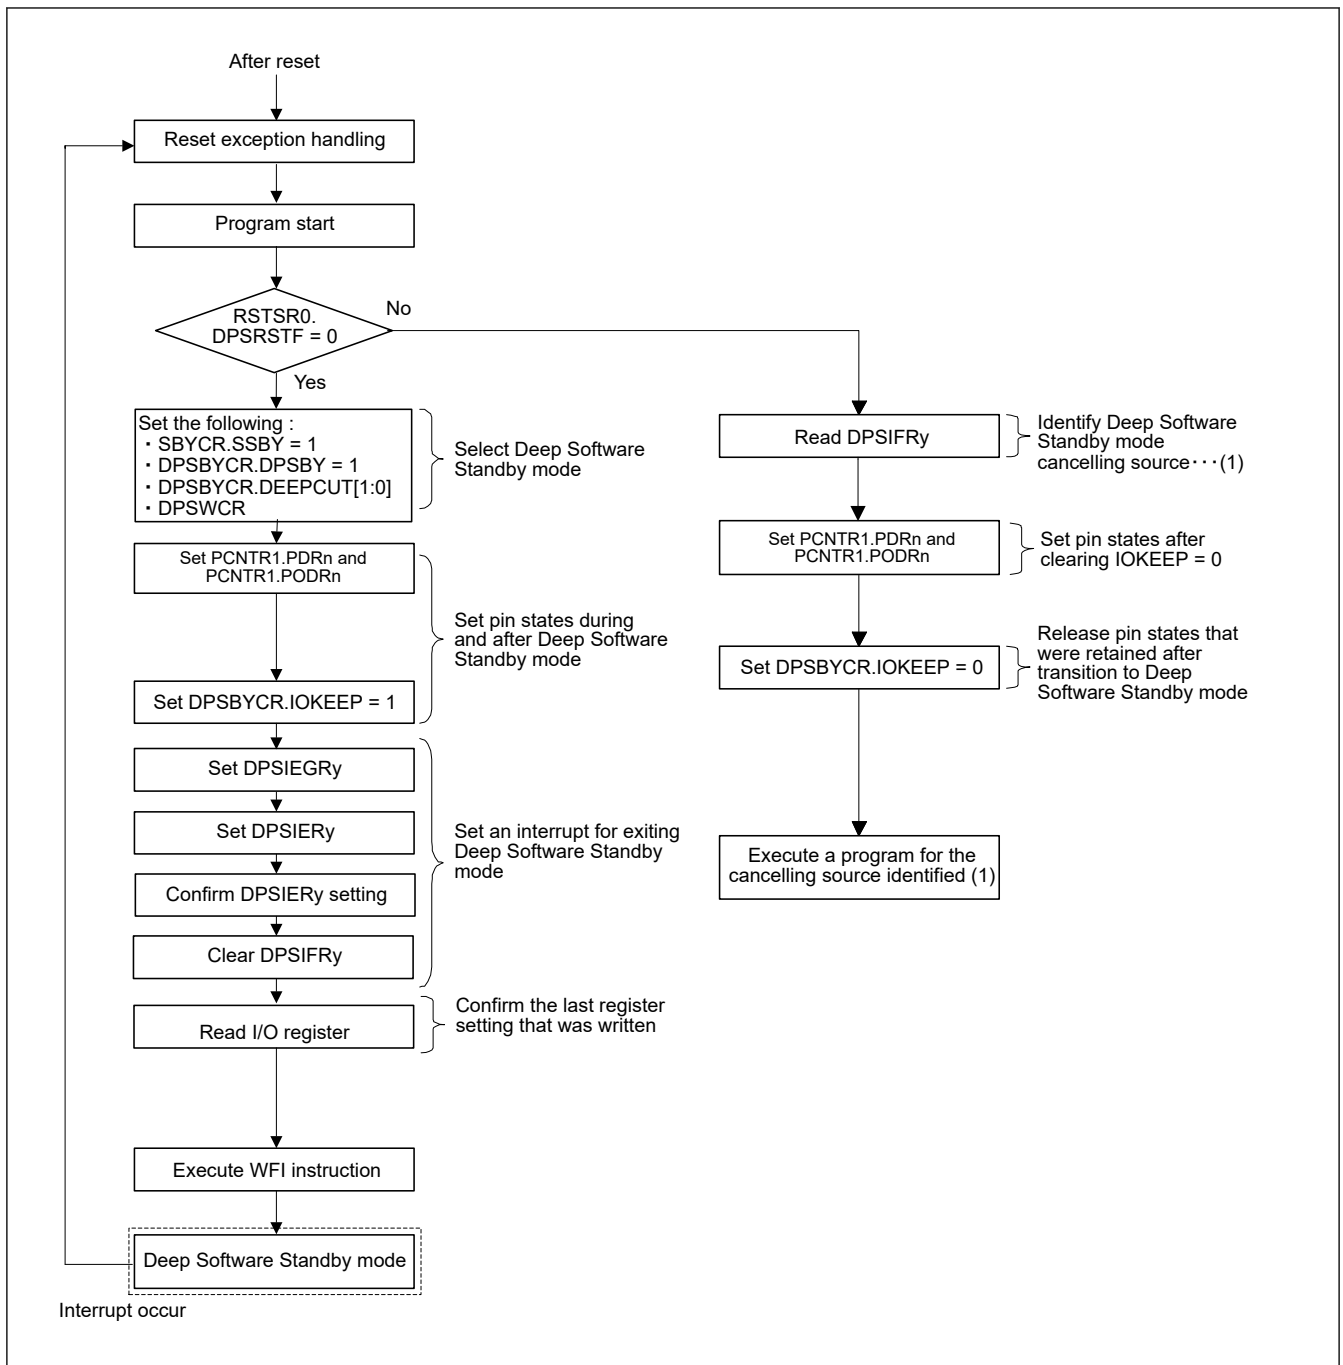 After reset
Reset exception handling
Program start
RSTSR0.
DPSRSTF = 0
No
Yes
Set the following :
・SBYCR.SSBY = 1
・DPSBYCR.DPSBY = 1
・DPSBYCR.DEEPCUT[1:0]
・DPSWCR
Select Deep Software
Standby mode
Set PCNTR1.PDRn and
PCNTR1.PODRn
Set pin states during
and after Deep Software
Standby mode
Set DPSBYCR.IOKEEP = 1
Set DPSIEGRy
Set DPSIERy
Confirm DPSIERy setting
Clear DPSIFRy
Set an interrupt for exiting
Deep Software Standby
mode
Read I/O register
Confirm the last register
setting that was written
Execute WFI instruction
Deep Software Standby mode
Interrupt occur
Read DPSIFRy
Identify Deep Software
Standby mode
cancelling source･･･(1)
Set PCNTR1.PDRn and
PCNTR1.PODRn
Set pin states after
clearing IOKEEP = 0
Set DPSBYCR.IOKEEP = 0
Release pin states that
were retained after
transition to Deep
Software Standby mode
Execute a program for the
cancelling source identified (1)